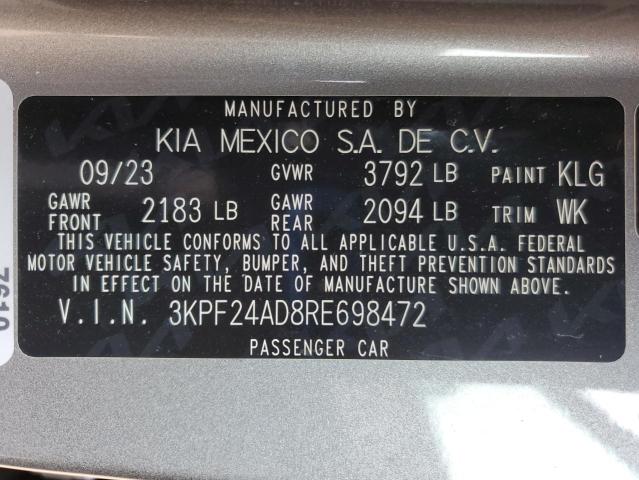 MANUFACTURED BY
KIA MEXICO S.A. DE C.V.
09/23 GVWR 3792 LB PAINT KLG
GAWR FRONT 2183 LB GAWR REAR 2094 LB TRIM WK
THIS VEHICLE CONFORMS TO ALL APPLICABLE U.S.A. FEDERAL
MOTOR VEHICLE SAFETY, BUMPER, AND THEFT PREVENTION STANDARDS
IN EFFECT ON THE DATE OF MANUFACTURE SHOWN ABOVE.
V.I.N. 3KPF24AD8RE698472
PASSENGER CAR